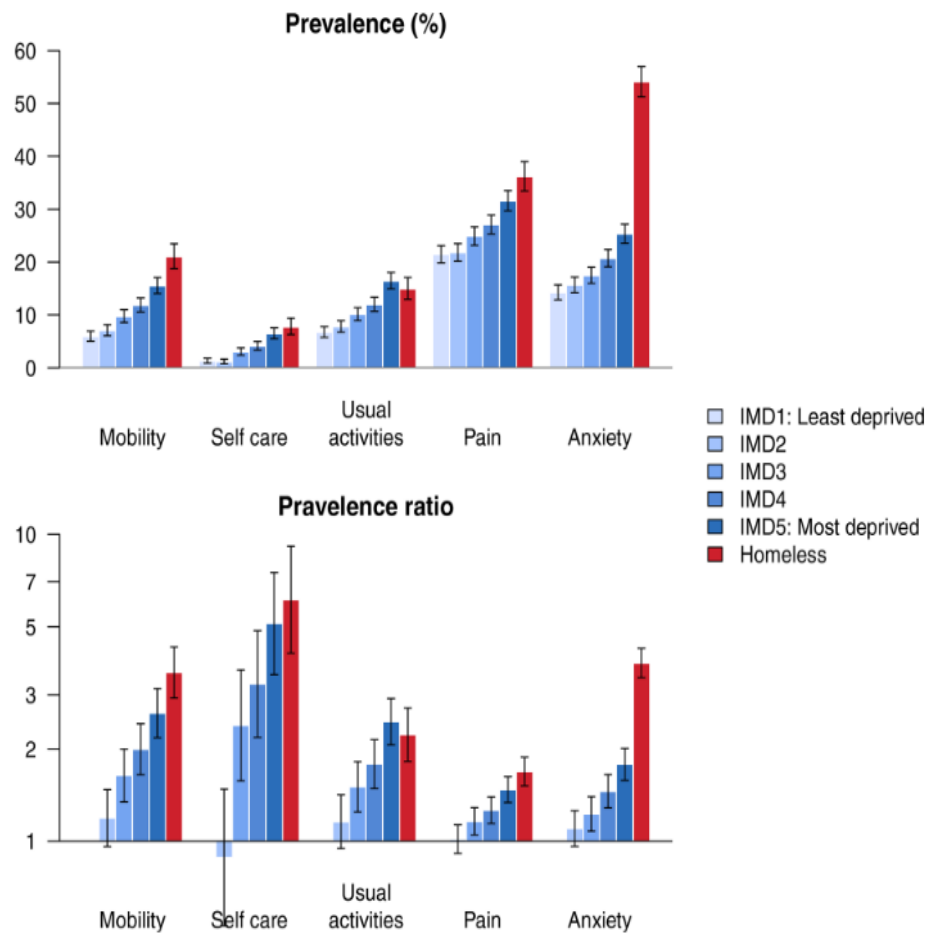 Prevalence (%)
60
50
40
30
20
10
0
Mobility
Self care
Usual
activities
Pain
Anxiety
IMD1: Least deprived
IMD2
IMD3
IMD4
IMD5: Most deprived
Homeless
Pravelence ratio
10
7
5
3
2
1
Mobility
Self care
Usual
activities
Pain
Anxiety